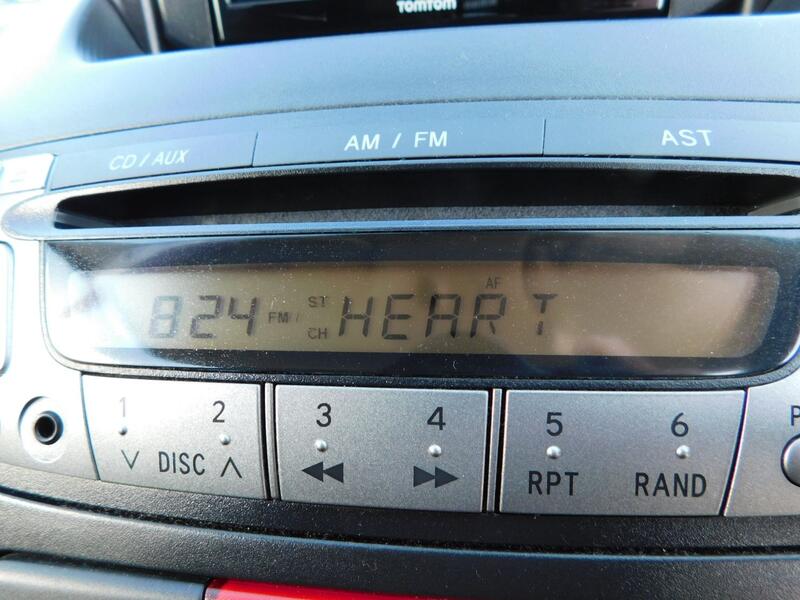 TOMTOM
CD / AUX
AM / FM
AST
824 FM/ ST CH 1 HEART AF
1 2 3 4 5 6
∨ DISC ∧ ◀◀ ▶▶ RPT RAND
P